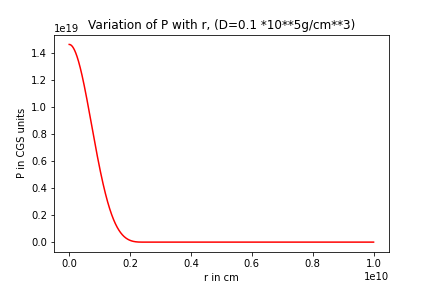 Variation of P with r, (D=0.1 *10**5g/cm**3)
1e19
1.4
1.2
1.0
0.8
0.6
0.4
0.2
0.0
P in CGS units
0.0 0.2 0.4 0.6 0.8 1.0
r in cm
1e10